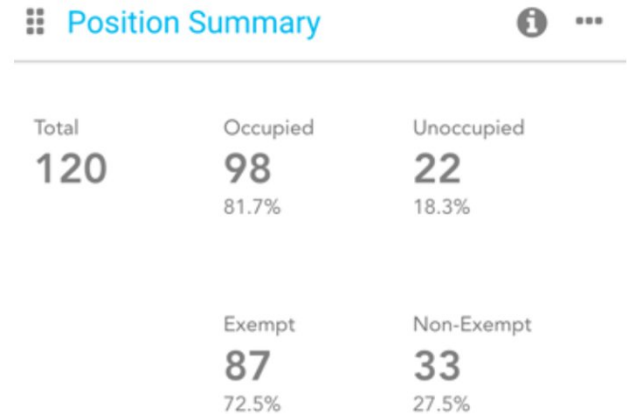 Position Summary
Total Occupied Unoccupied
120 98 22
81.7% 18.3%
Exempt Non-Exempt
87 33
72.5% 27.5%